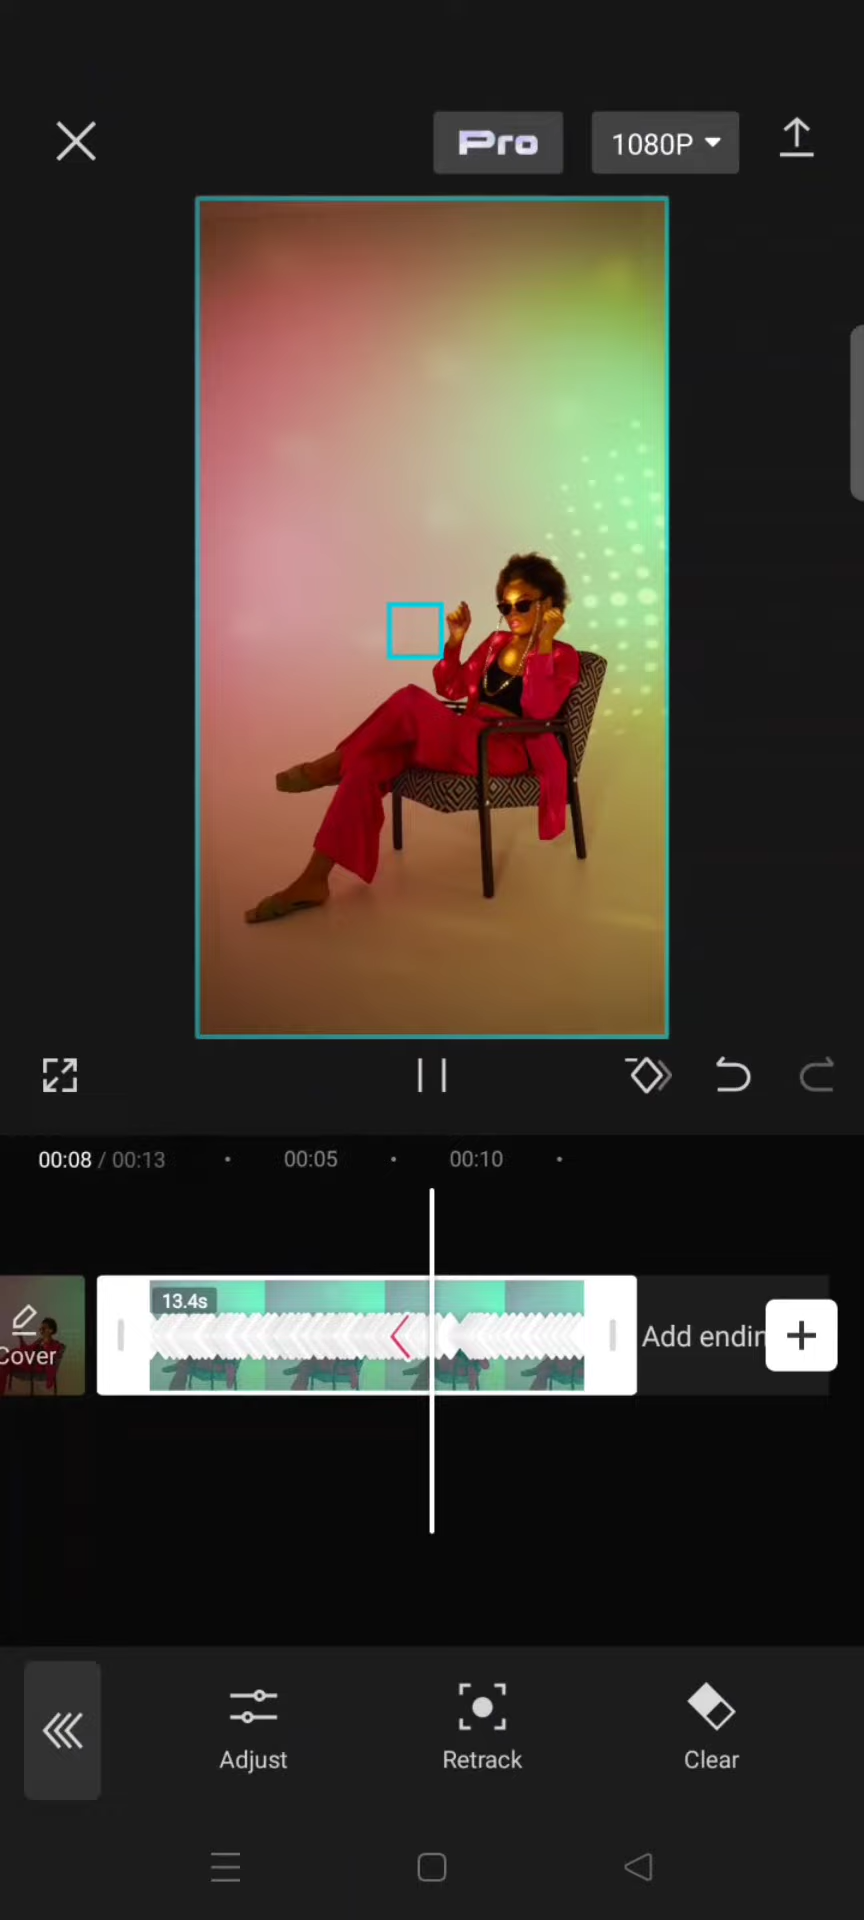 Pro
1080P
00:08 / 00:13
00:05
00:10
13.4s
Cover
Add endin
Adjust
Retrack
Clear